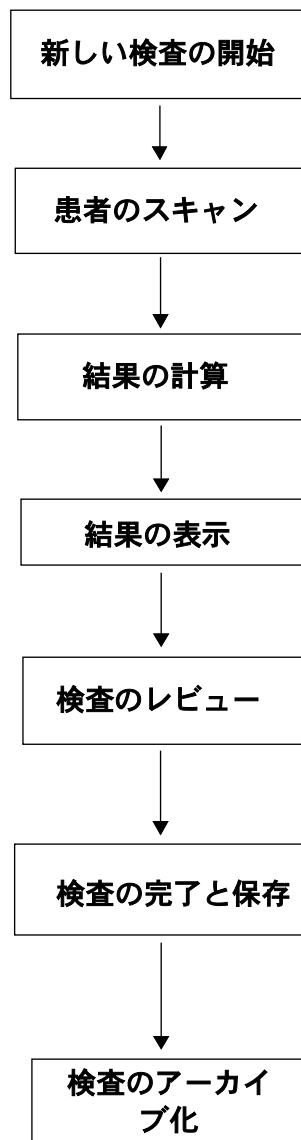 新しい検査の開始
患者のスキャン
結果の計算
結果の表示
検査のレビュー
検査の完了と保存
検査のアーカイ
ブ化